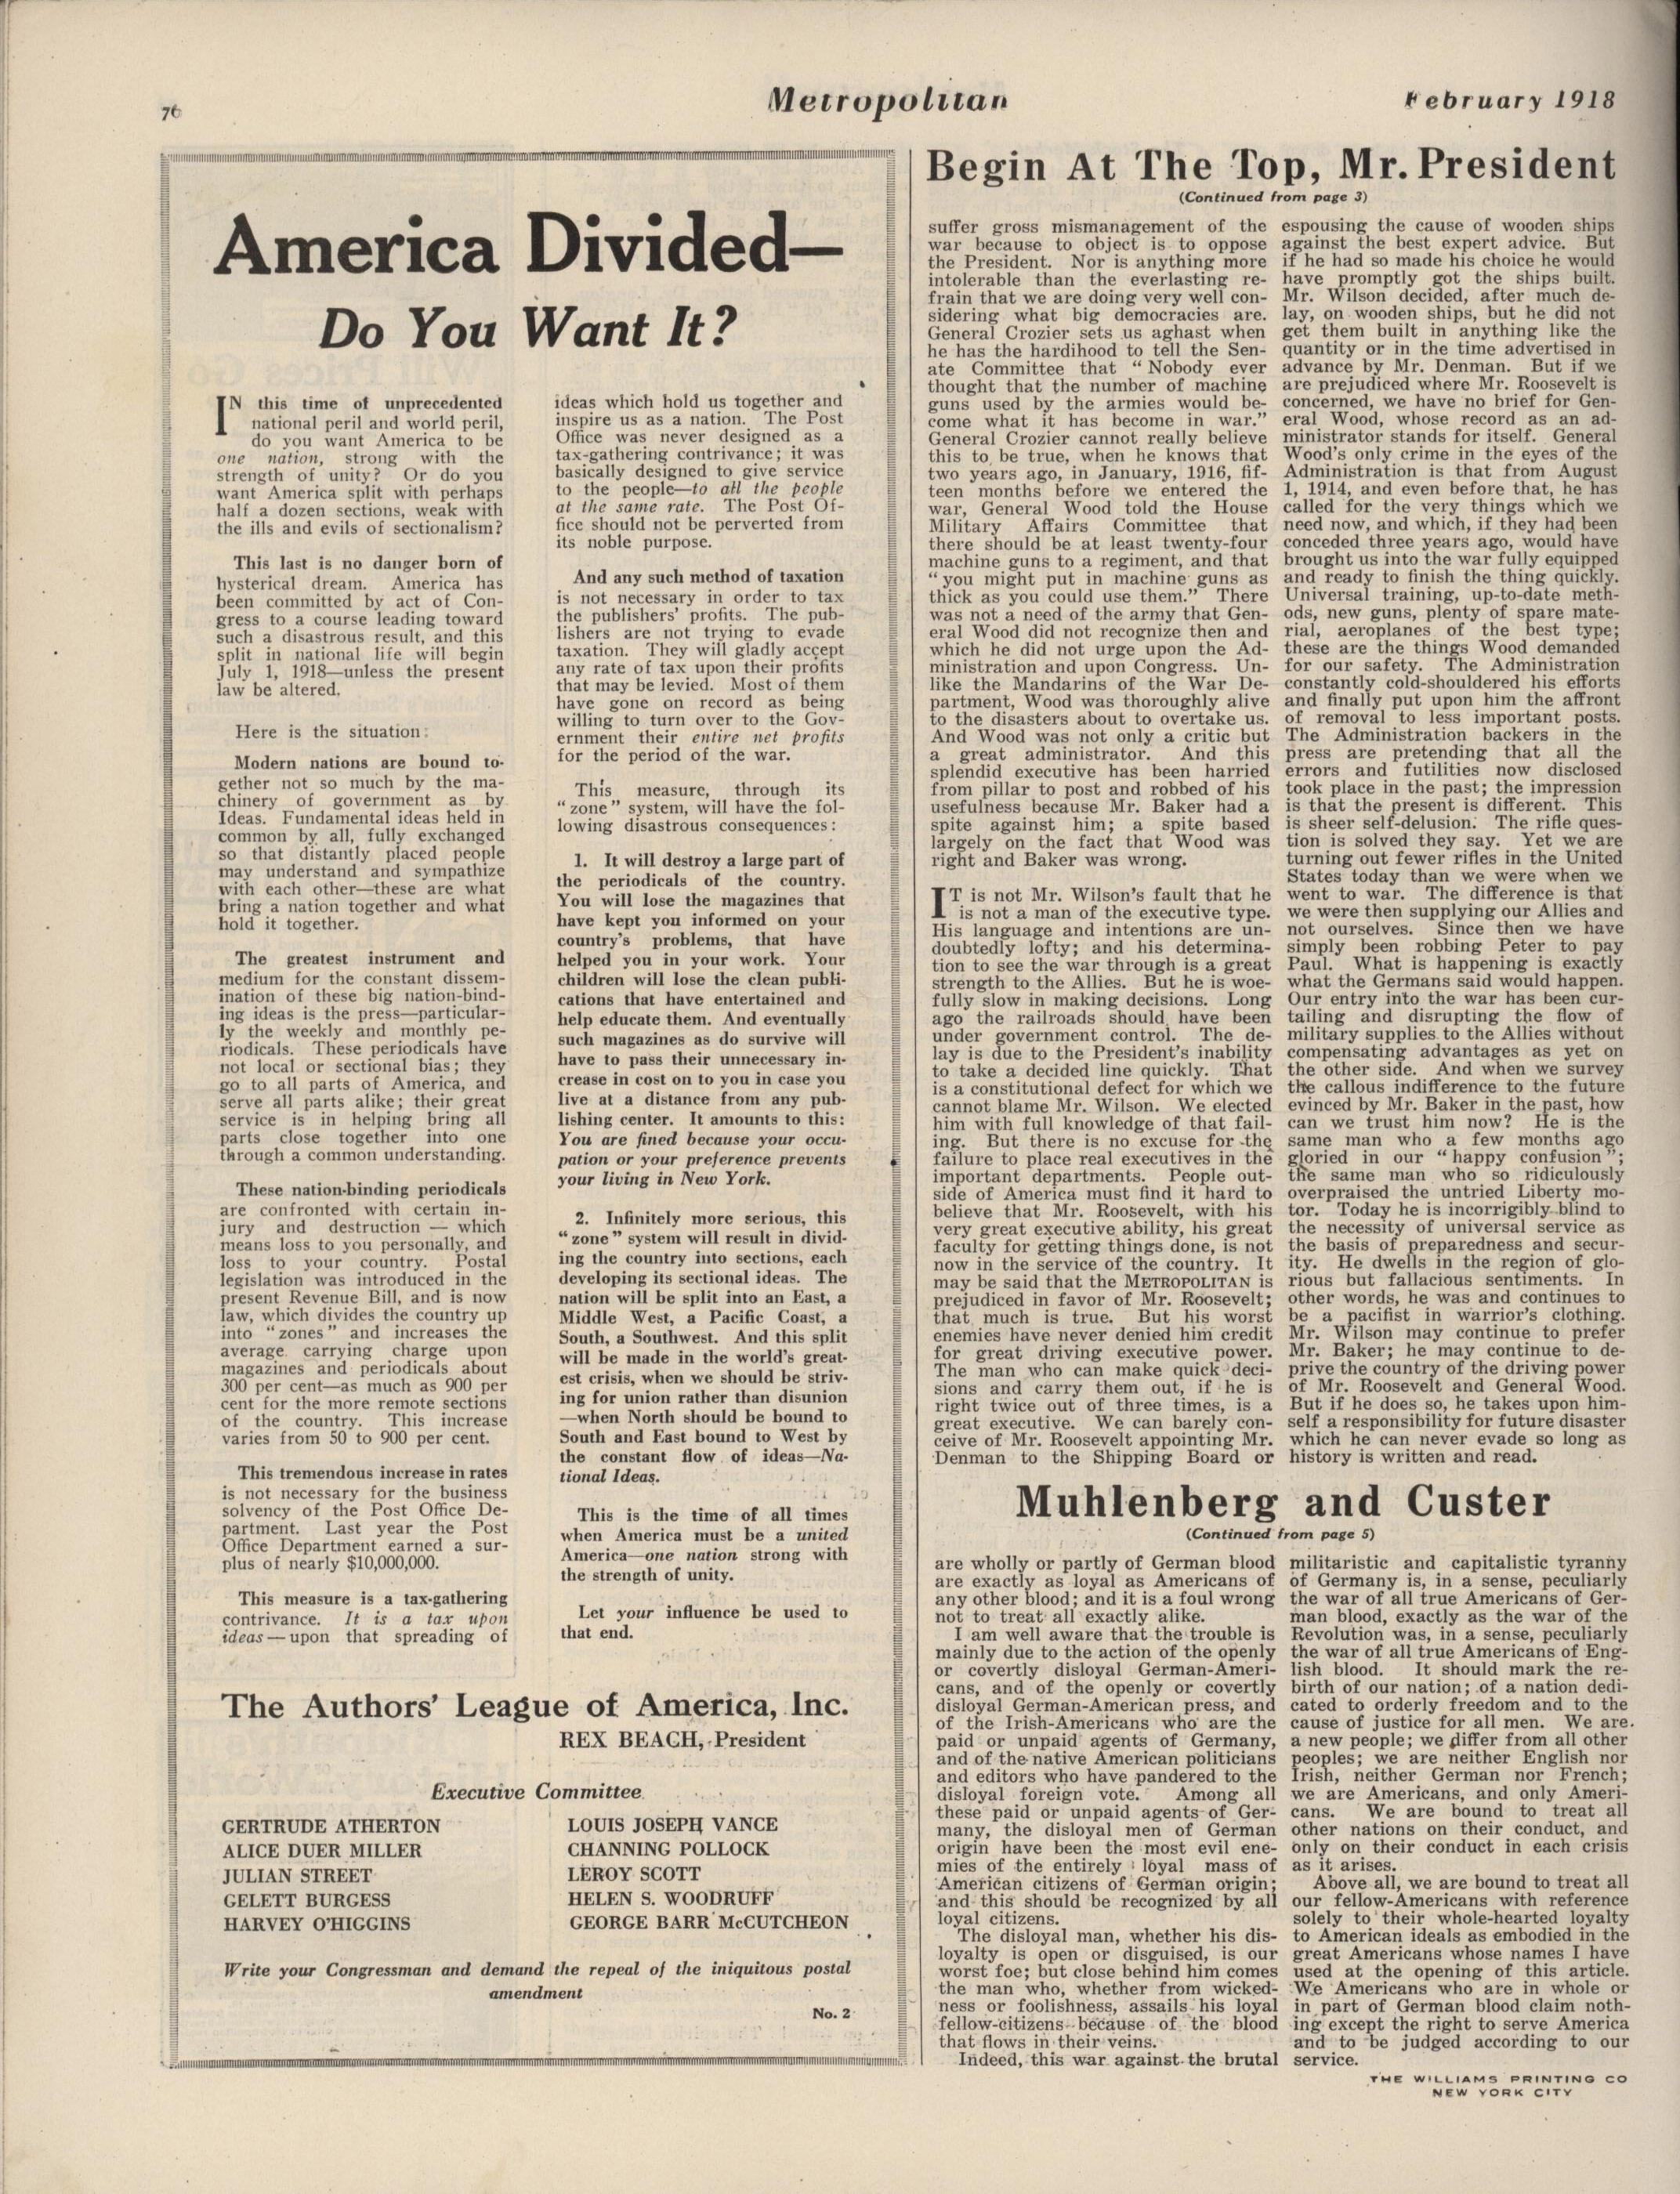 76
Metropolitan
February 1918
America Divided—
Do You Want It?
IN this time of unprecedented
national peril and world peril,
do you want America to be
one nation, strong with the
strength of unity? Or do you
want America split with perhaps
half a dozen sections, weak with
the ills and evils of sectionalism?
This last is no danger born of
hysterical dream. America has
been committed by act of Con-
gress to a course leading toward
such a disastrous result, and this
split in national life will begin
July 1, 1918—unless the present
law be altered.
Here is the situation:
Modern nations are bound to-
gether not so much by the ma-
chinery of government as by
Ideas. Fundamental ideas held in
common by all, fully exchanged
so that distantly placed people
may understand and sympathize
with each other—these are what
bring a nation together and what
hold it together.
The greatest instrument and
medium for the constant dissem-
ination of these big nation-bind-
ing ideas is the press—particular-
ly the weekly and monthly pe-
riodicals. These periodicals have
not local or sectional bias; they
go to all parts of America, and
serve all parts alike; their great
service is in helping bring all
parts close together into one
through a common understanding.
These nation-binding periodicals
are confronted with certain in-
jury and destruction — which
means loss to you personally, and
loss to your country. Postal
legislation was introduced in the
present Revenue Bill, and is now
law, which divides the country up
into "zones" and increases the
average carrying charge upon
magazines and periodicals about
300 per cent—as much as 900 per
cent for the more remote sections
of the country. This increase
varies from 50 to 900 per cent.
This tremendous increase in rates
is not necessary for the business
solvency of the Post Office De-
partment. Last year the Post
Office Department earned a sur-
plus of nearly $10,000,000.
This measure is a tax-gathering
contrivance. It is a tax upon
ideas—upon that spreading of
ideas which hold us together and
inspire us as a nation. The Post
Office was never designed as a
tax-gathering contrivance; it was
basically designed to give service
to the people—to all the people
at the same rate. The Post Of-
fice should not be perverted from
its noble purpose.
And any such method of taxation
is not necessary in order to tax
the publishers' profits. The pub-
lishers are not trying to evade
taxation. They will gladly accept
any rate of tax upon their profits
that may be levied. Most of them
have gone on record as being
willing to turn over to the Gov-
ernment their entire net profits
for the period of the war.
This measure, through its
"zone" system, will have the fol-
lowing disastrous consequences:
1. It will destroy a large part of
the periodicals of the country.
You will lose the magazines that
have kept you informed on your
country's problems, that have
helped you in your work. Your
children will lose the clean publi-
cations that have entertained and
help educate them. And eventually
such magazines as do survive will
have to pass their unnecessary in-
crease in cost on to you in case you
live at a distance from any pub-
lishing center. It amounts to this:
You are fined because your occu-
pation or your preference prevents
your living in New York.
2. Infinitely more serious, this
"zone" system will result in divid-
ing the country into sections, each
developing its sectional ideas. The
nation will be split into an East, a
Middle West, a Pacific Coast, a
South, a Southwest. And this split
will be made in the world's great-
est crisis, when we should be striv-
ing for union rather than disunion
—when North should be bound to
South and East bound to West by
the constant flow of ideas—Na-
tional Ideas.
This is the time of all times
when America must be a united
America—one nation strong with
the strength of unity.
Let your influence be used to
that end.
The Authors' League of America, Inc.
REX BEACH, President
Executive Committee
GERTRUDE ATHERTON
ALICE DUER MILLER
JULIAN STREET
GELETT BURGESS
HARVEY O'HIGGINS
LOUIS JOSEPH VANCE
CHANNING POLLOCK
LEROY SCOTT
HELEN S. WOODRUFF
GEORGE BARR McCUTCHEON
Write your Congressman and demand the repeal of the iniquitous postal
amendment
No. 2
Begin At The Top, Mr. President
(Continued from page 3)
suffer gross mismanagement of the
war because to object is to oppose
the President. Nor is anything more
intolerable than the everlasting re-
frain that we are doing very well con-
sidering what big democracies are.
General Crozier sets us aghast when
he has the hardihood to tell the Sen-
ate Committee that "Nobody ever
thought that the number of machine
guns used by the armies would be-
come what it has become in war."
General Crozier cannot really believe
this to be true, when he knows that
two years ago, in January, 1916, fif-
teen months before we entered the
war, General Wood told the House
Military Affairs Committee that
there should be at least twenty-four
machine guns to a regiment, and that
"you might put in machine guns as
thick as you could use them." There
was not a need of the army that Gen-
eral Wood did not recognize then and
which he did not urge upon the Ad-
ministration and upon Congress. Un-
like the Mandarins of the War De-
partment, Wood was thoroughly alive
to the disasters about to overtake us.
And Wood was not only a critic but
a great administrator. And this
splendid executive has been harried
from pillar to post and robbed of his
usefulness because Mr. Baker had a
spite against him; a spite based
largely on the fact that Wood was
right and Baker was wrong.
IT is not Mr. Wilson's fault that he
is not a man of the executive type.
His language and intentions are un-
doubtedly lofty; and his determina-
tion to see the war through is a great
strength to the Allies. But he is woe-
fully slow in making decisions. Long
ago the railroads should have been
under government control. The de-
lay is due to the President's inability
to take a decided line quickly. That
is a constitutional defect for which we
cannot blame Mr. Wilson. We elected
him with full knowledge of that fail-
ing. But there is no excuse for the
failure to place real executives in the
important departments. People out-
side of America must find it hard to
believe that Mr. Roosevelt, with his
very great executive ability, his great
faculty for getting things done, is not
now in the service of the country. It
may be said that the METROPOLITAN is
prejudiced in favor of Mr. Roosevelt;
that much is true. But his worst
enemies have never denied him credit
for great driving executive power.
The man who can make quick deci-
sions and carry them out, if he is
right twice out of three times, is a
great executive. We can barely con-
ceive of Mr. Roosevelt appointing Mr.
Denman to the Shipping Board or
espousing the cause of wooden ships
against the best expert advice. But
if he had so made his choice he would
have promptly got the ships built.
Mr. Wilson decided, after much de-
lay, on wooden ships, but he did not
get them built in anything like the
quantity or in the time advertised in
advance by Mr. Denman. But if we
are prejudiced where Mr. Roosevelt is
concerned, we have no brief for Gen-
eral Wood, whose record as an ad-
ministrator stands for itself. General
Wood's only crime in the eyes of the
Administration is that from August
1, 1914, and even before that, he has
called for the very things which we
need now, and which, if they had been
conceded three years ago, would have
brought us into the war fully equipped
and ready to finish the thing quickly.
Universal training, up-to-date meth-
ods, new guns, plenty of spare mate-
rial, aeroplanes of the best type;
these are the things Wood demanded
for our safety. The Administration
constantly cold-shouldered his efforts
and finally put upon him the affront
of removal to less important posts.
The Administration backers in the
press are pretending that all the
errors and futilities now disclosed
took place in the past; the impression
is that the present is different. This
is sheer self-delusion. The rifle ques-
tion is solved they say. Yet we are
turning out fewer rifles in the United
States today than we were when we
went to war. The difference is that
we were then supplying our Allies and
not ourselves. Since then we have
simply been robbing Peter to pay
Paul. What is happening is exactly
what the Germans said would happen.
Our entry into the war has been cur-
tailing and disrupting the flow of
military supplies to the Allies without
compensating advantages as yet on
the other side. And when we survey
the callous indifference to the future
evinced by Mr. Baker in the past, how
can we trust him now? He is the
same man who a few months ago
gloried in our "happy confusion";
the same man who so ridiculously
overpraised the untried Liberty mo-
tor. Today he is incorrigibly blind to
the necessity of universal service as
the basis of preparedness and secur-
ity. He dwells in the region of glo-
rious but fallacious sentiments. In
other words, he was and continues to
be a pacifist in warrior's clothing.
Mr. Wilson may continue to prefer
Mr. Baker; he may continue to de-
prive the country of the driving power
of Mr. Roosevelt and General Wood.
But if he does so, he takes upon him-
self a responsibility for future disaster
which he can never evade so long as
history is written and read.
Muhlenberg and Custer
(Continued from page 5)
are wholly or partly of German blood
are exactly as loyal as Americans of
any other blood; and it is a foul wrong
not to treat all exactly alike.
I am well aware that the trouble is
mainly due to the action of the openly
or covertly disloyal German-Ameri-
cans, and of the openly or covertly
disloyal German-American press, and
of the Irish-Americans who are the
paid or unpaid agents of Germany,
and of the native American politicians
and editors who have pandered to the
disloyal foreign vote. Among all
these paid or unpaid agents of Ger-
many, the disloyal men of German
origin have been the most evil ene-
mies of the entirely loyal mass of
American citizens of German origin;
and this should be recognized by all
loyal citizens.
The disloyal man, whether his dis-
loyalty is open or disguised, is our
worst foe; but close behind him comes
the man who, whether from wicked-
ness or foolishness, assails his loyal
fellow-citizens because of the blood
that flows in their veins.
Indeed, this war against the brutal
militaristic and capitalistic tyranny
of Germany is, in a sense, peculiarly
the war of all true Americans of Ger-
man blood, exactly as the war of the
Revolution was, in a sense, peculiarly
the war of all true Americans of Eng-
lish blood. It should mark the re-
birth of our nation; of a nation dedi-
cated to orderly freedom and to the
cause of justice for all men. We are
a new people; we differ from all other
peoples; we are neither English nor
Irish, neither German nor French;
we are Americans, and only Ameri-
cans. We are bound to treat all
other nations on their conduct, and
only on their conduct in each crisis
as it arises.
Above all, we are bound to treat all
our fellow-Americans with reference
solely to their whole-hearted loyalty
to American ideals as embodied in the
great Americans whose names I have
used at the opening of this article.
We Americans who are in whole or
in part of German blood claim noth-
ing except the right to serve America
and to be judged according to our
service.
THE WILLIAMS PRINTING CO
NEW YORK CITY